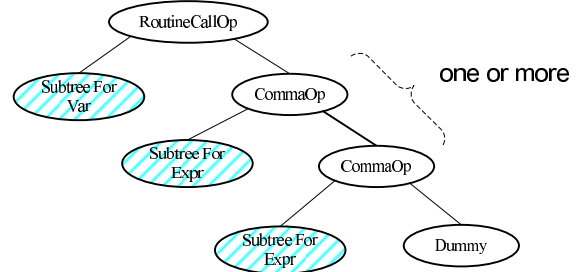 RoutineCallOp
one or more
Subtree For
Var
CommaOp
Subtree For
Expr
CommaOp
Subtree For
Expr
Dummy